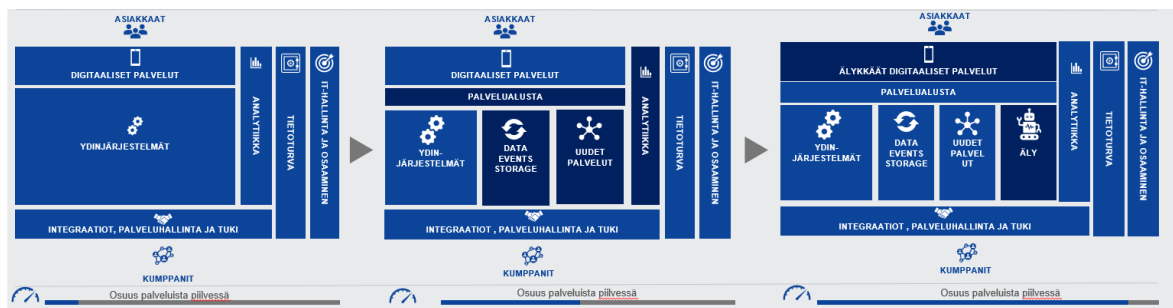 ASIAKKAAT
DIGITAALISET PALVELUT
YDINJÄRJESTELMÄT
ANALYTIIKKA
TIETOTURVA
IT-HALLINTA JA OSAAMINEN
INTEGRAATIOT, PALVELUHALLINTA JA TUKI
KUMPPANIT
Osuus palveluista piilvessä
ASIAKKAAT
DIGITAALISET PALVELUT
PALVELUALUSTA
YDIN-
JÄRJESTELMÄT
DATA
EVENTS
STORAGE
UUDET
PALVELUT
ANALYTIIKKA
TIETOTURVA
IT-HALLINTA JA OSAAMINEN
INTEGRAATIOT , PALVELUHALLINTA JA TUKI
KUMPPANIT
Osuus palveluista piilvessä
ASIAKKAAT
ÄLYKKÄÄT DIGITAALISET PALVELUT
PALVELUALUSTA
YDIN-
JÄRJESTELMÄT
DATA
EVENTS
STORAGE
UUDET
PALVEL
UT
ÄLY
ANALYTIIKKA
TIETOTURVA
IT-HALLINTA JA OSAAMINEN
INTEGRAATIOT , PALVELUHALLINTA JA TUKI
KUMPPANIT
Osuus palveluista piilvessä